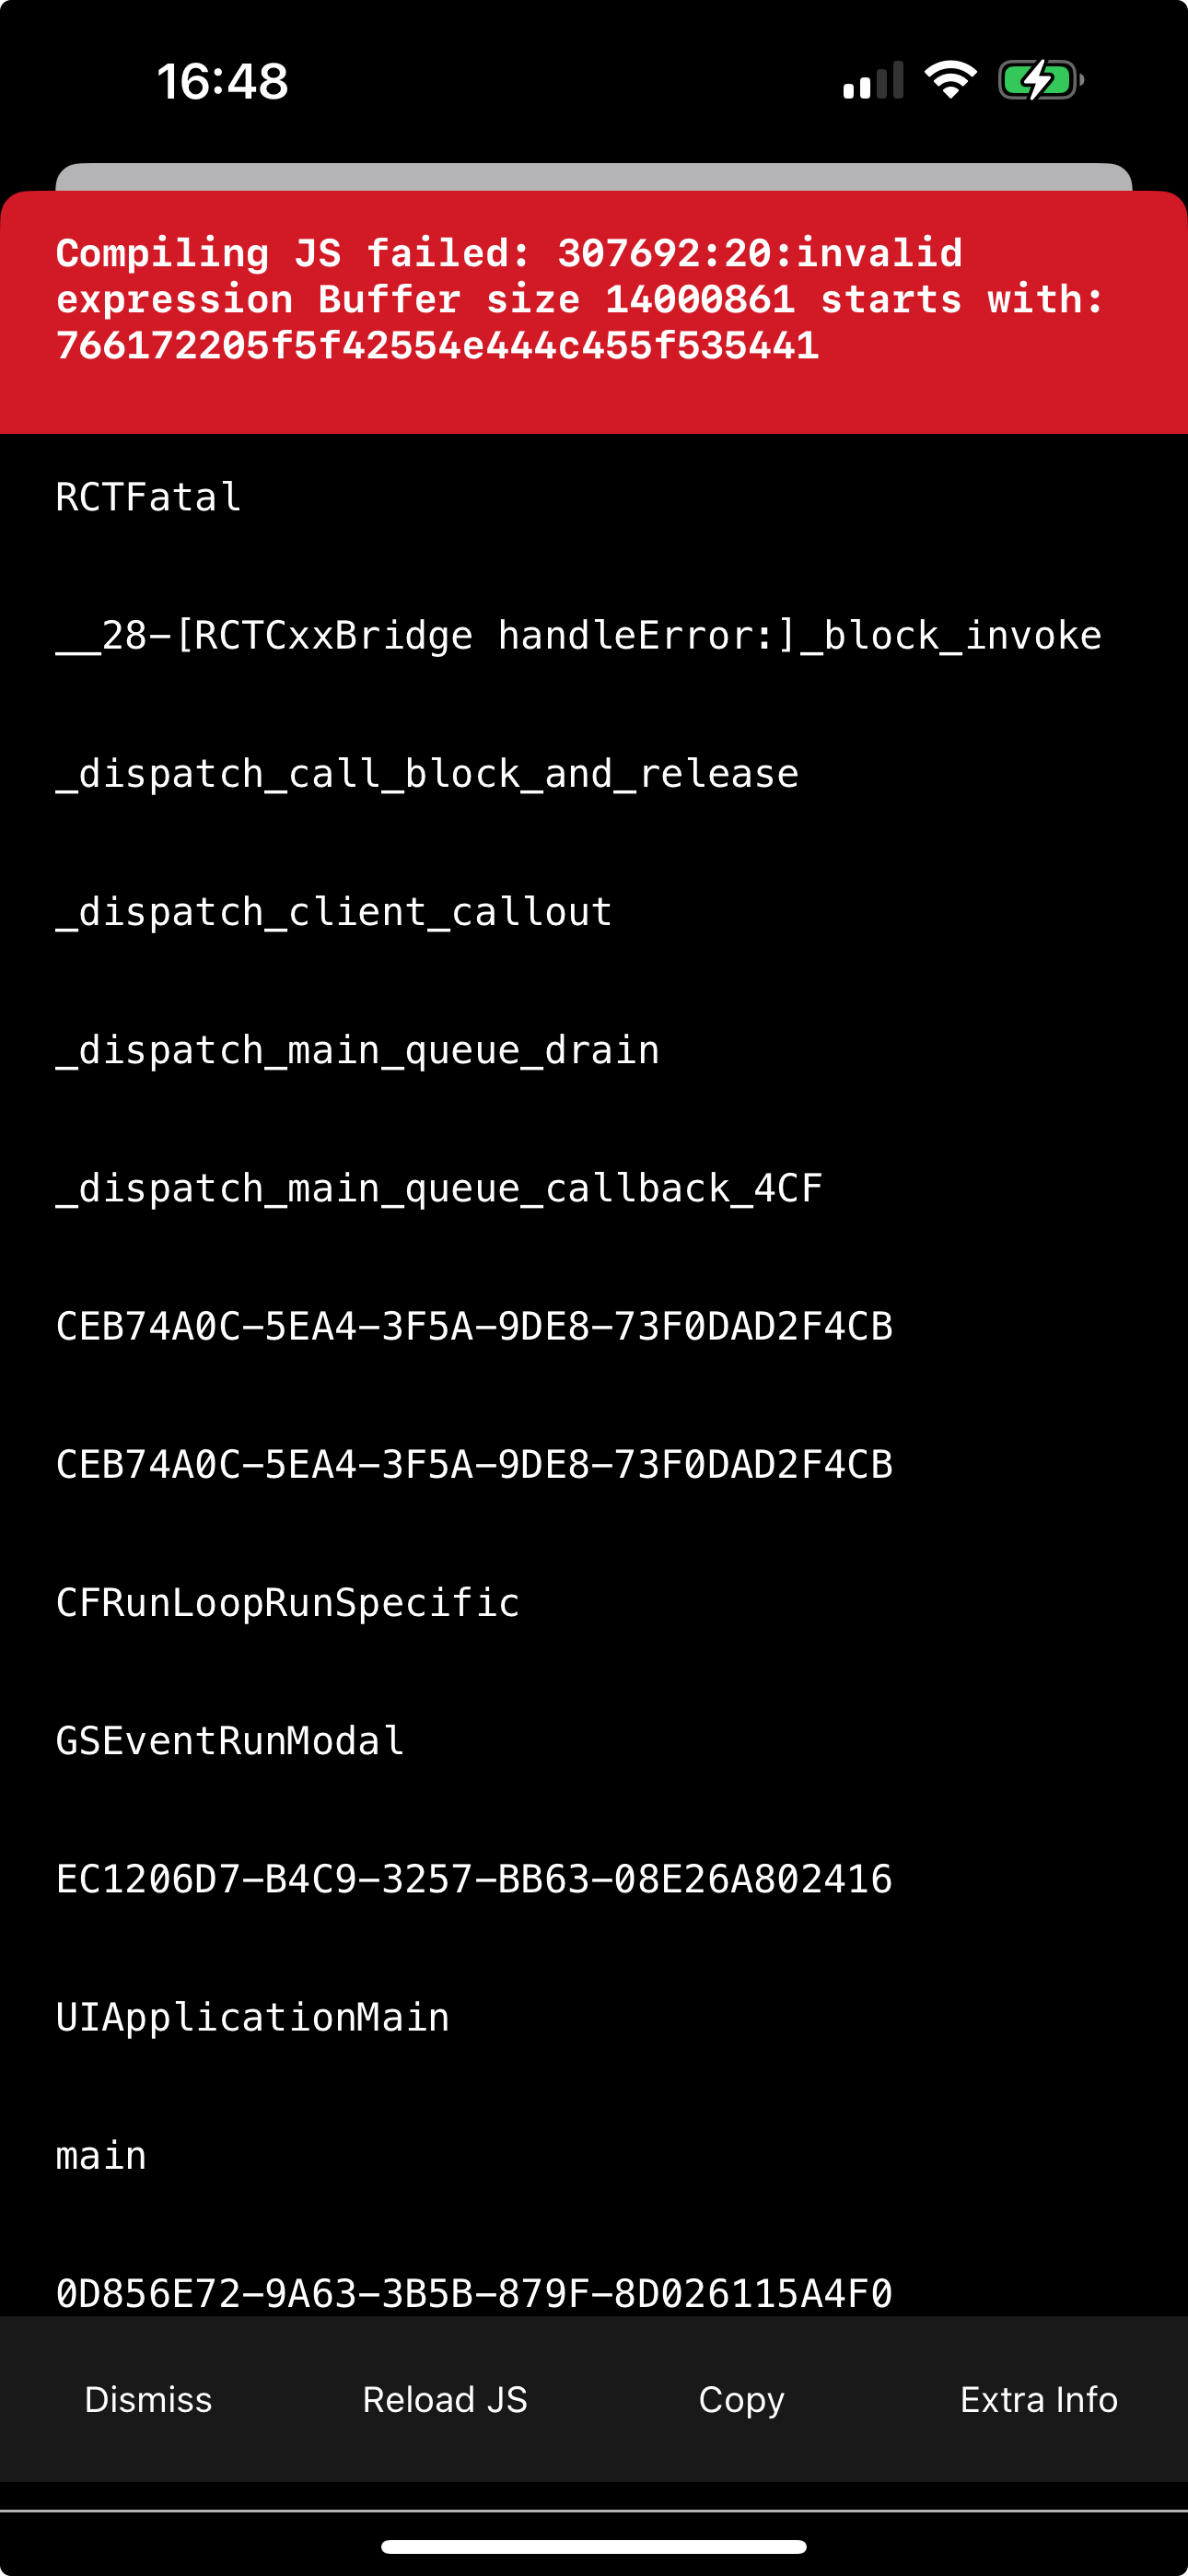 16:48
Compiling JS failed: 307692:20:invalid
expression Buffer size 14000861 starts with:
766172205f5f42554e444c455f535441
RCTFatal
__28-[RCTCxxBridge handleError:]_block_invoke
_dispatch_call_block_and_release
_dispatch_client_callout
_dispatch_main_queue_drain
_dispatch_main_queue_callback_4CF
CEB74A0C-5EA4-3F5A-9DE8-73F0DAD2F4CB
CEB74A0C-5EA4-3F5A-9DE8-73F0DAD2F4CB
CFRunLoopRunSpecific
GSEventRunModal
EC1206D7-B4C9-3257-BB63-08E26A802416
UIApplicationMain
main
0D856E72-9A63-3B5B-879F-8D026115A4F0
Dismiss Reload JS Copy Extra Info